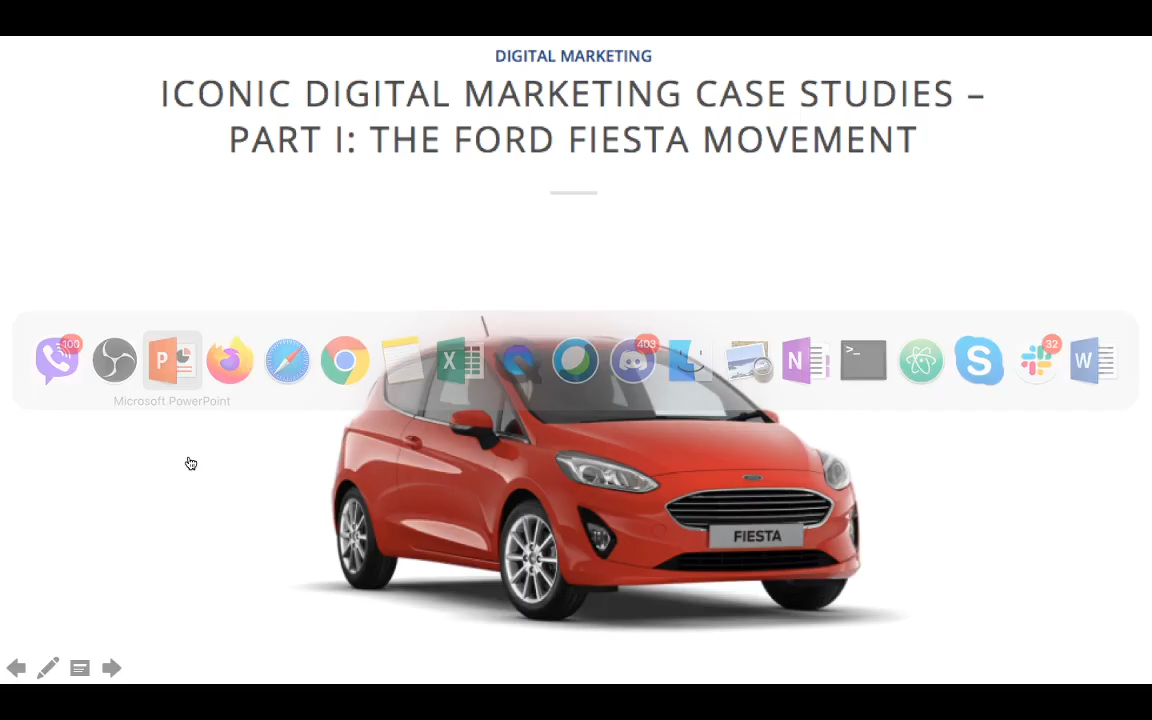 DIGITAL MARKETING
ICONIC DIGITAL MARKETING CASE STUDIES –
PART I: THE FORD FIESTA MOVEMENT
100
403
32
P
X
N
>_
S
W
Microsoft PowerPoint
FIESTA